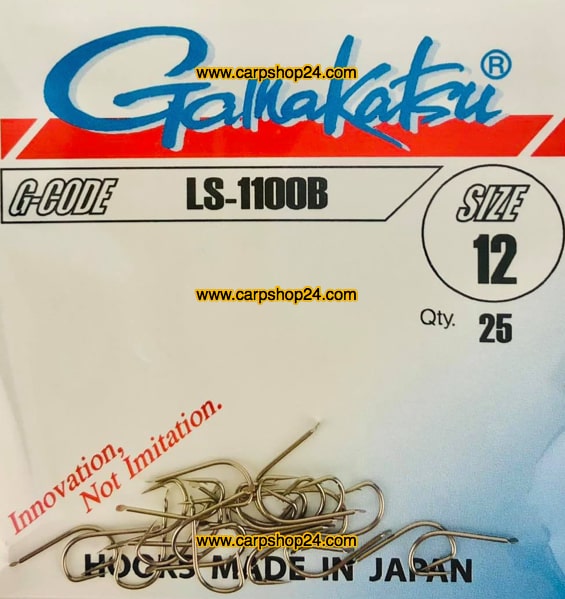 www.carpshop24.com
Gamakatsu®
G-CODE LS-1100B SIZE
12
www.carpshop24.com
Qty. 25
Innovation,
Not Imitation.
www.carpshop24.com
HOOKS MADE IN JAPAN